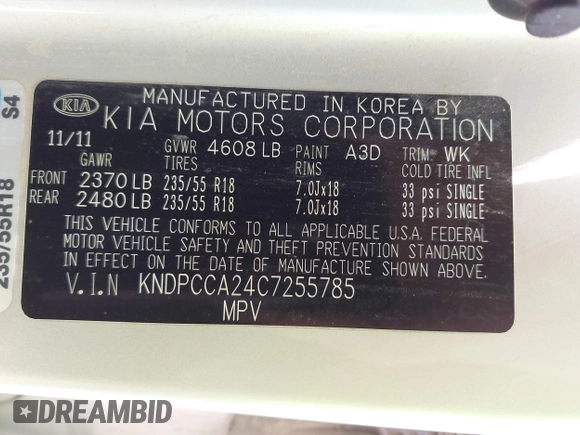 MANUFACTURED IN KOREA BY
KIA KIA MOTORS CORPORATION
11/11 GVWR 4608 LB PAINT A3D TRIM: WK
GAWR TIRES RIMS COLD TIRE INFL
FRONT 2370 LB 235/55 R18 7.0Jx18 33 psi SINGLE
REAR 2480 LB 235/55 R18 7.0Jx18 33 psi SINGLE
THIS VEHICLE CONFORMS TO ALL APPLICABLE U.S.A. FEDERAL
MOTOR VEHICLE SAFETY AND THEFT PREVENTION STANDARDS
IN EFFECT ON THE DATE OF MANUFACTURE SHOWN ABOVE.
V.I.N KNDPCCA24C7255785
MPV
235/55R18 S4
DREAMBID